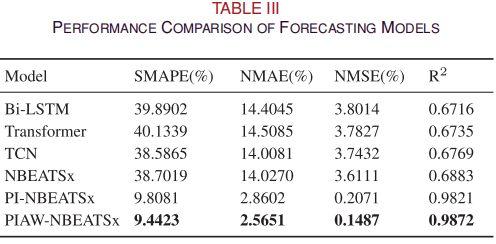 TABLE III
PERFORMANCE COMPARISON OF FORECASTING MODELS
Model SMAPE(%) NMAE(%) NMSE(%) R²
Bi-LSTM 39.8902 14.4045 3.8014 0.6716
Transformer 40.1339 14.5085 3.7827 0.6735
TCN 38.5865 14.0081 3.7432 0.6769
NBEATSx 38.7019 14.0270 3.6111 0.6883
PI-NBEATSx 9.8081 2.8602 0.2071 0.9821
PIAW-NBEATSx 9.4423 2.5651 0.1487 0.9872